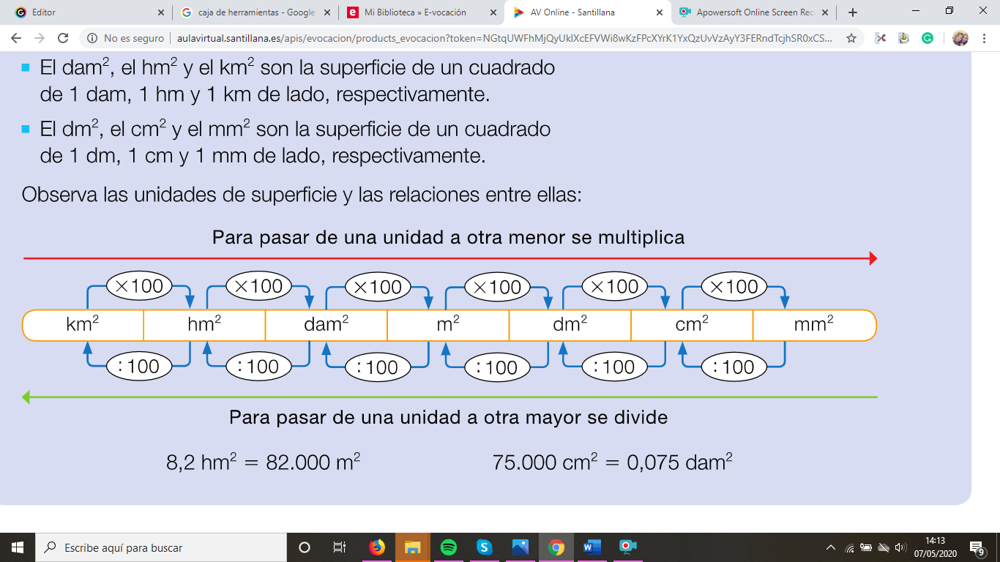 Editor
caja de herramientas - Google
Mi Biblioteca » E-vocación
AV Online - Santillana
Apowersoft Online Screen Rec
No es seguro
aulavirtual.santillana.es/apis/evocacion/products_evocacion?token=NGtqUWFhMjQyUklXcEFVWi8wKzFPcXYrK1YxQzUvVzAyY3FERndTcjhSR0xCS...
El dam², el hm² y el km² son la superficie de un cuadrado
de 1 dam, 1 hm y 1 km de lado, respectivamente.
El dm², el cm² y el mm² son la superficie de un cuadrado
de 1 dm, 1 cm y 1 mm de lado, respectivamente.
Observa las unidades de superficie y las relaciones entre ellas:
Para pasar de una unidad a otra menor se multiplica
×100 ×100 ×100 ×100 ×100 ×100
km² hm² dam² m² dm² cm² mm²
:100 :100 :100 :100 :100 :100
Para pasar de una unidad a otra mayor se divide
8,2 hm² = 82.000 m² 75.000 cm² = 0,075 dam²
Escribe aquí para buscar
14:13
07/05/2020
9